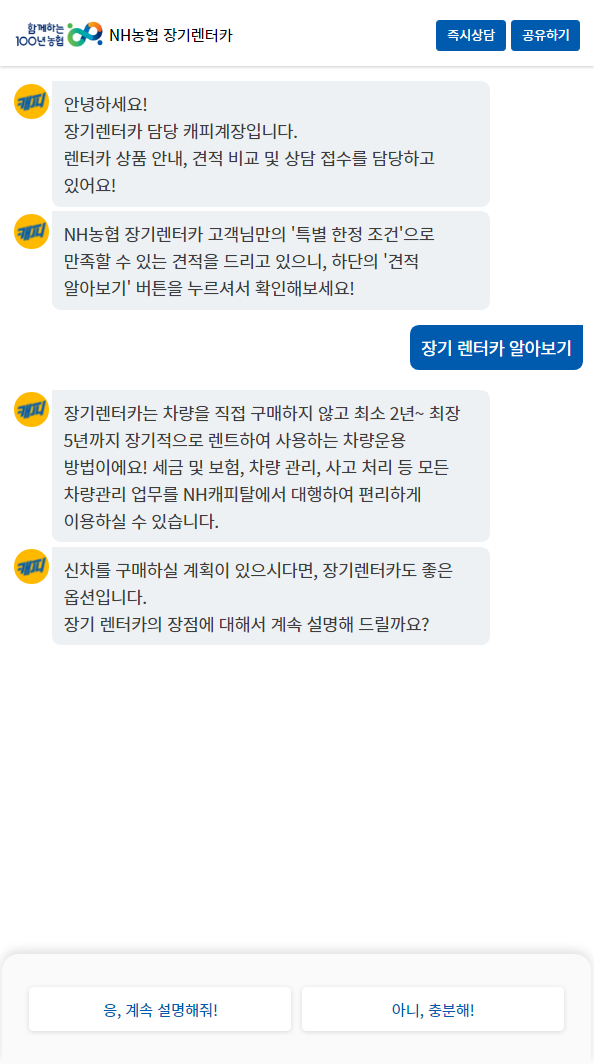 함께하는
100년 농협
NH농협 장기렌터카
즉시상담
공유하기
캐피
안녕하세요!
장기렌터카 담당 캐피계장입니다.
렌터카 상품 안내, 견적 비교 및 상담 접수를 담당하고
있어요!
캐피
NH농협 장기렌터카 고객님만의 '특별 한정 조건'으로
만족할 수 있는 견적을 드리고 있으니, 하단의 '견적
알아보기' 버튼을 누르셔서 확인해보세요!
장기 렌터카 알아보기
캐피
장기렌터카는 차량을 직접 구매하지 않고 최소 2년~ 최장
5년까지 장기적으로 렌트하여 사용하는 차량운용
방법이에요! 세금 및 보험, 차량 관리, 사고 처리 등 모든
차량관리 업무를 NH캐피탈에서 대행하여 편리하게
이용하실 수 있습니다.
캐피
신차를 구매하실 계획이 있으시다면, 장기렌터카도 좋은
옵션입니다.
장기 렌터카의 장점에 대해서 계속 설명해 드릴까요?
응, 계속 설명해줘!
아니, 충분해!